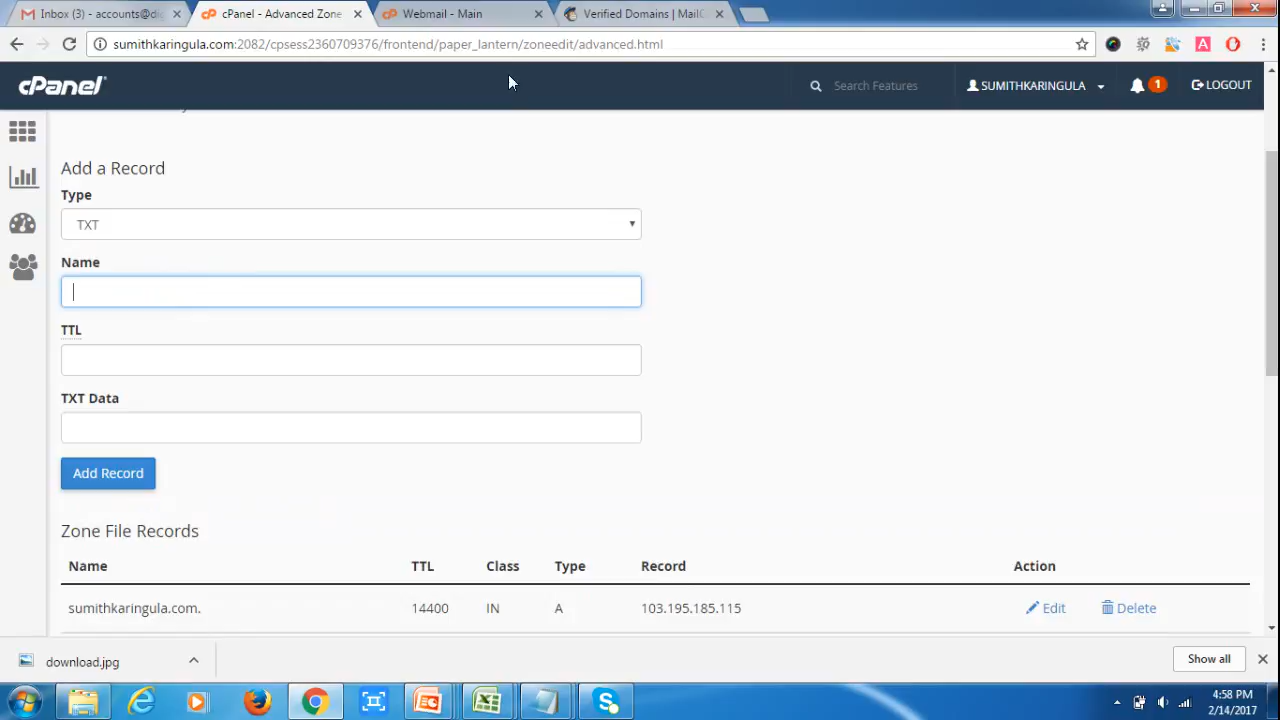 Inbox (3) - accounts@di
cPanel - Advanced Zone
Webmail - Main
Verified Domains | MailC
sumithkaringula.com:2082/cpsess2360709376/frontend/paper_tantern/zoneedit/advanced.html
cPanel
Search Features
SUMITHKARINGULA
1
LOGOUT
Add a Record
Type
TXT
Name
TTL
TXT Data
Add Record
Zone File Records
Name TTL Class Type Record Action
sumithkaringula.com. 14400 IN A 103.195.185.115 Edit Delete
download.jpg
Show all
4:58 PM
2/14/2017